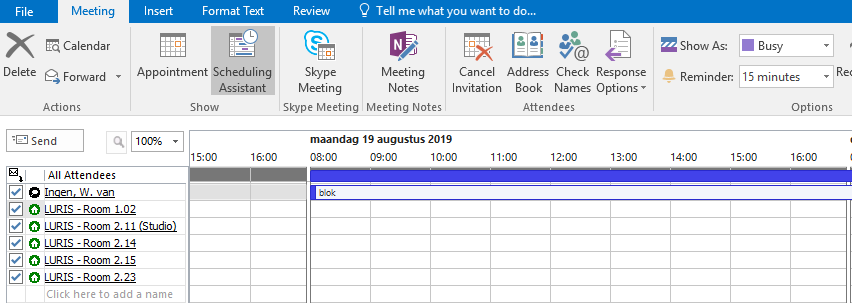 File Meeting Insert Format Text Review Tell me what you want to do...
Delete
Calendar
Forward
Actions
Appointment
Scheduling
Assistant
Show
Skype
Meeting
Skype Meeting
Meeting
Notes
Meeting Notes
Cancel
Invitation
Address
Book
Check
Names
Response
Options
Attendees
Show As: Busy
Reminder: 15 minutes
Rec
Options
Send 100%
maandag 19 augustus 2019
15:00 16:00 08:00 09:00 10:00 11:00 12:00 13:00 14:00 15:00 16:00 08
All Attendees
Ingen, W. van blok
LURIS - Room 1.02
LURIS - Room 2.11 (Studio)
LURIS - Room 2.14
LURIS - Room 2.15
LURIS - Room 2.23
Click here to add a name